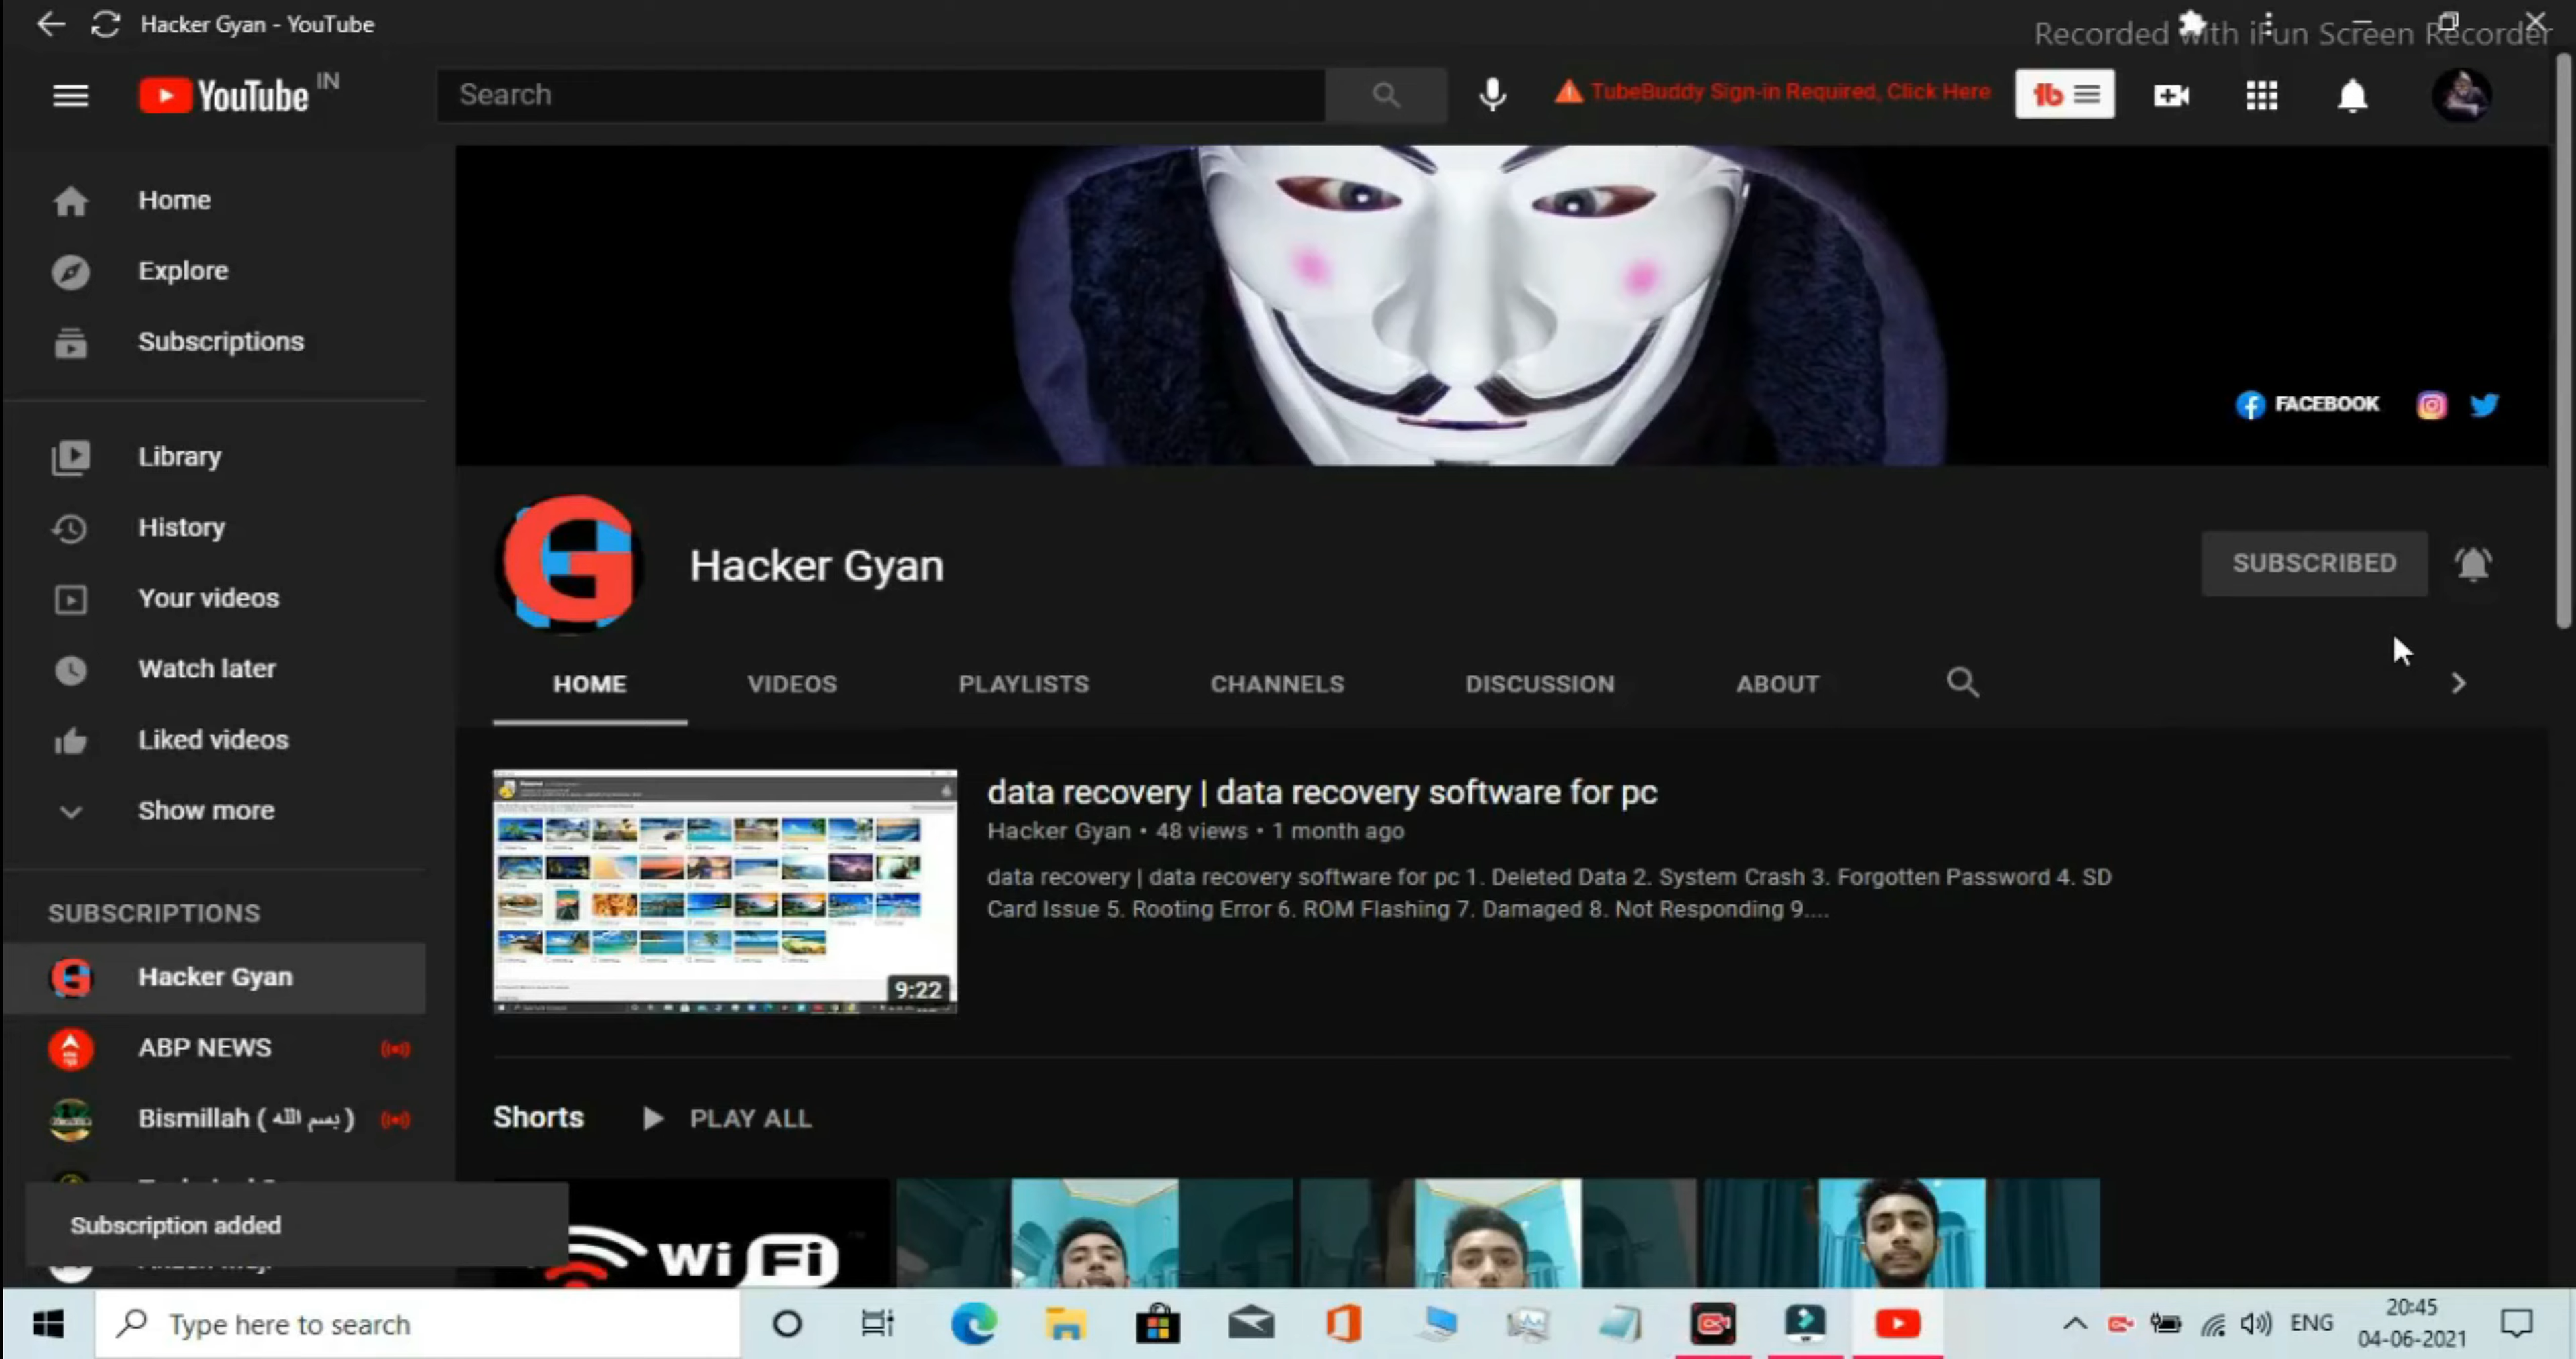 Hacker Gyan - YouTube
Recorded with iFun Screen Recorder
YouTube IN
Search
TubeBuddy Sign-in Required, Click Here
tb
Home
Explore
Subscriptions
Library
History
Your videos
Watch later
Liked videos
Show more
SUBSCRIPTIONS
Hacker Gyan
ABP NEWS
Bismillah ( بسم الله )
Subscription added
FACEBOOK
Hacker Gyan
SUBSCRIBED
HOME
VIDEOS
PLAYLISTS
CHANNELS
DISCUSSION
ABOUT
data recovery | data recovery software for pc
Hacker Gyan • 48 views • 1 month ago
data recovery | data recovery software for pc 1. Deleted Data 2. System Crash 3. Forgotten Password 4. SD
Card Issue 5. Rooting Error 6. ROM Flashing 7. Damaged 8. Not Responding 9....
9:22
Shorts
PLAY ALL
Wi Fi
Type here to search
ENG
20:45
04-06-2021